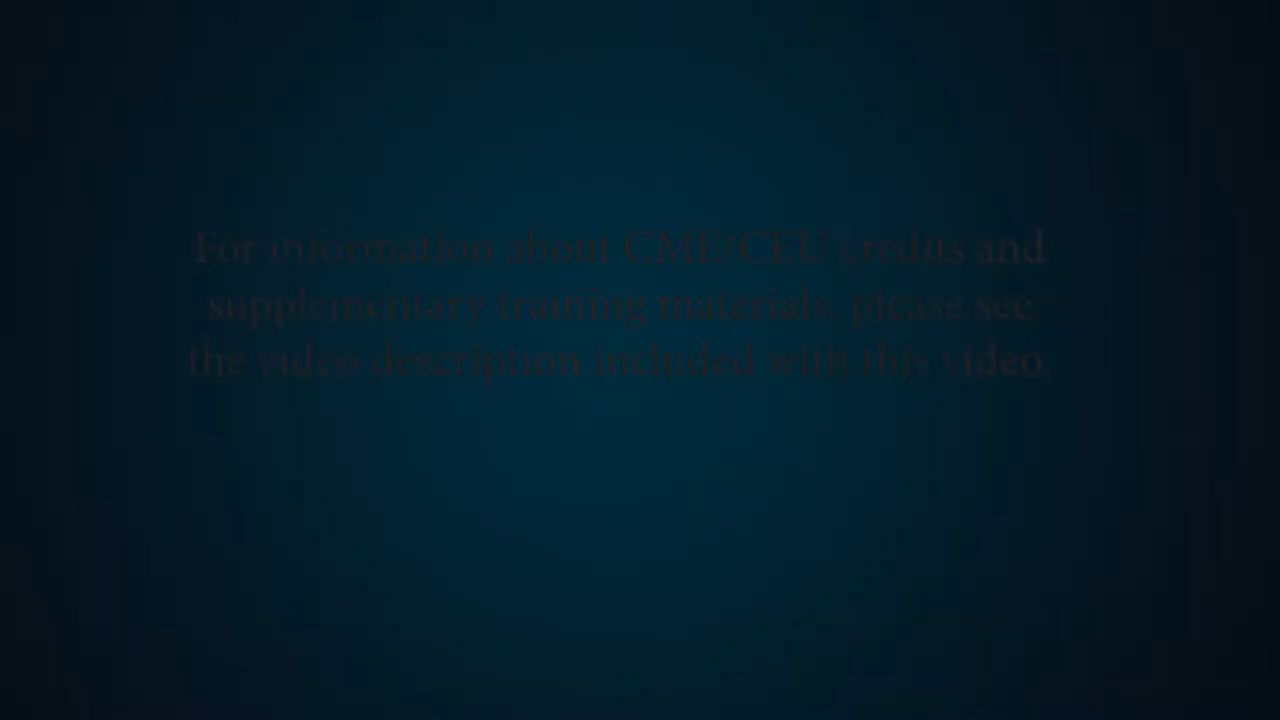 For information about CME/CEU credits and
supplementary training materials, please see
the video description included with this video.